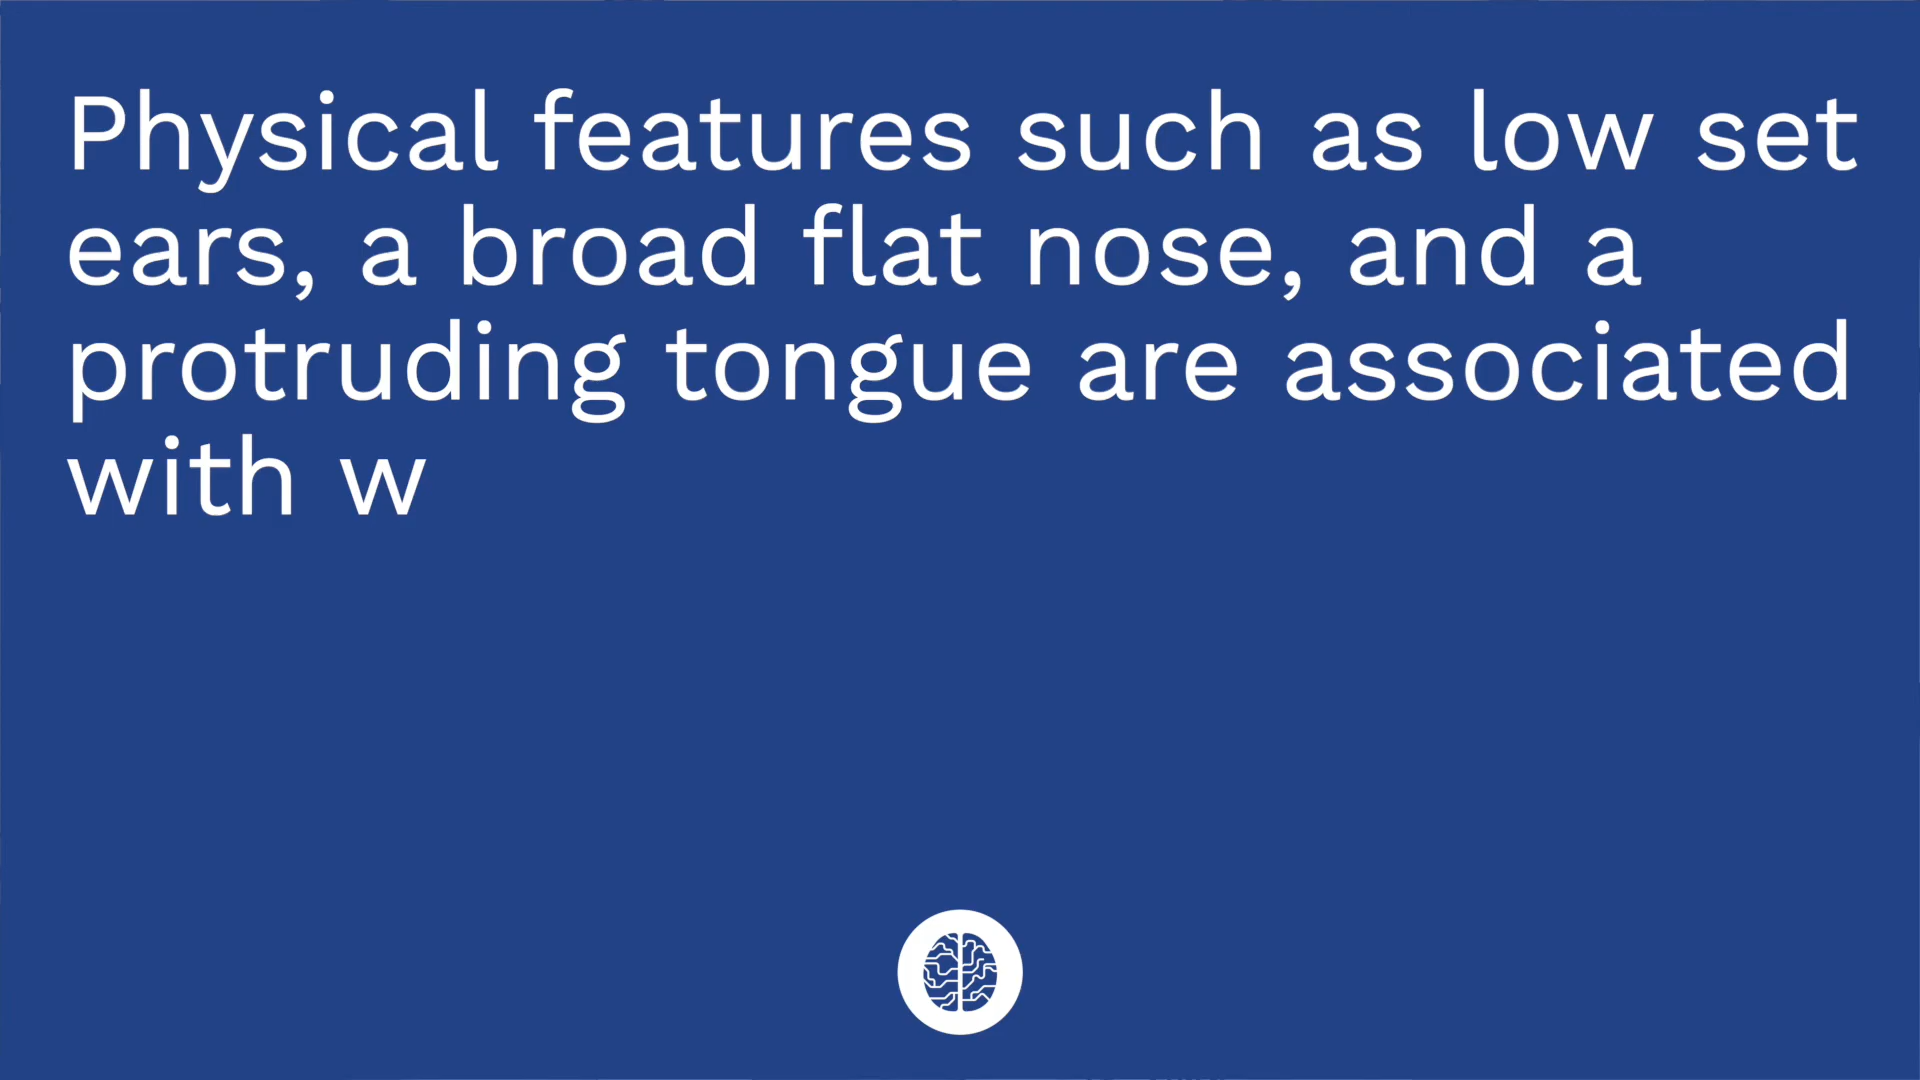 Physical features such as low set
ears, a broad flat nose, and a
protruding tongue are associated
with w